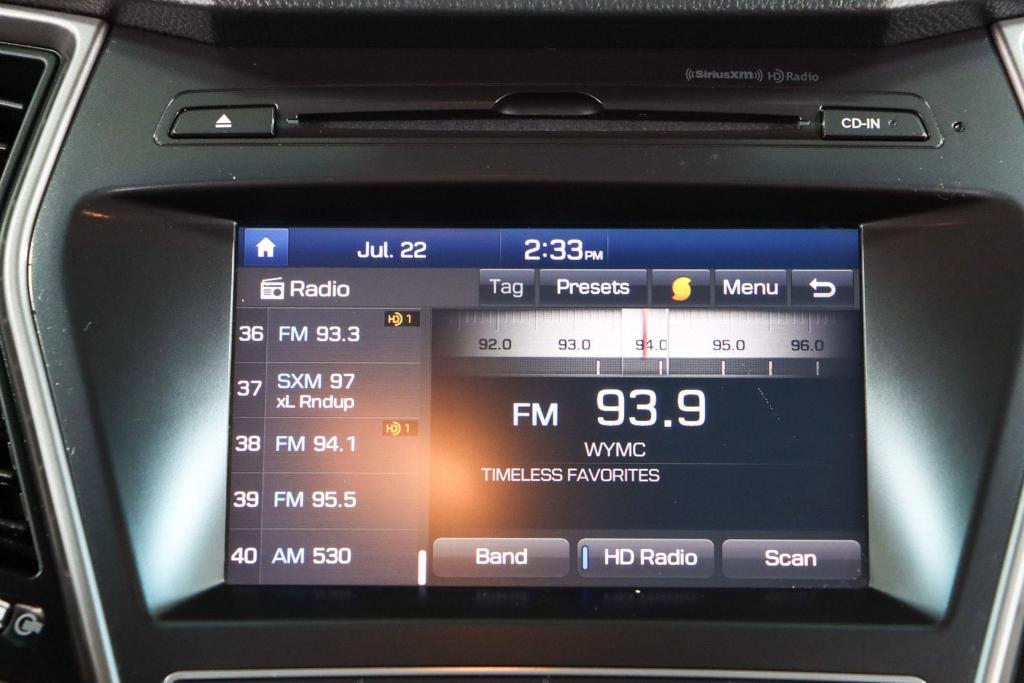 ((SiriusXM)) HD Radio
CD-IN
Jul. 22 2:33 PM
Radio Tag Presets Menu
36 FM 93.3 HD 1
37 SXM 97
xL Rndup
38 FM 94.1 HD 1
39 FM 95.5
40 AM 530
92.0 93.0 94.0 95.0 96.0
FM 93.9
WYMC
TIMELESS FAVORITES
Band HD Radio Scan